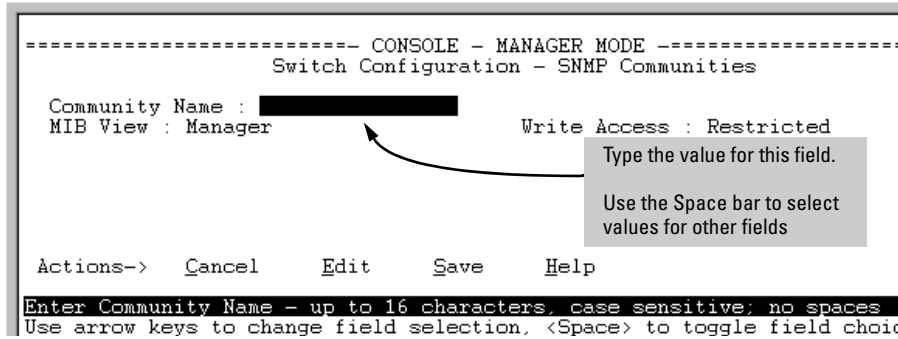 ==========================- CONSOLE - MANAGER MODE -===================
Switch Configuration - SNMP Communities
Community Name :
MIB View : Manager Write Access : Restricted
Type the value for this field.
Use the Space bar to select
values for other fields
Actions-> Cancel Edit Save Help
Enter Community Name - up to 16 characters, case sensitive; no spaces
Use arrow keys to change field selection, <Space> to toggle field